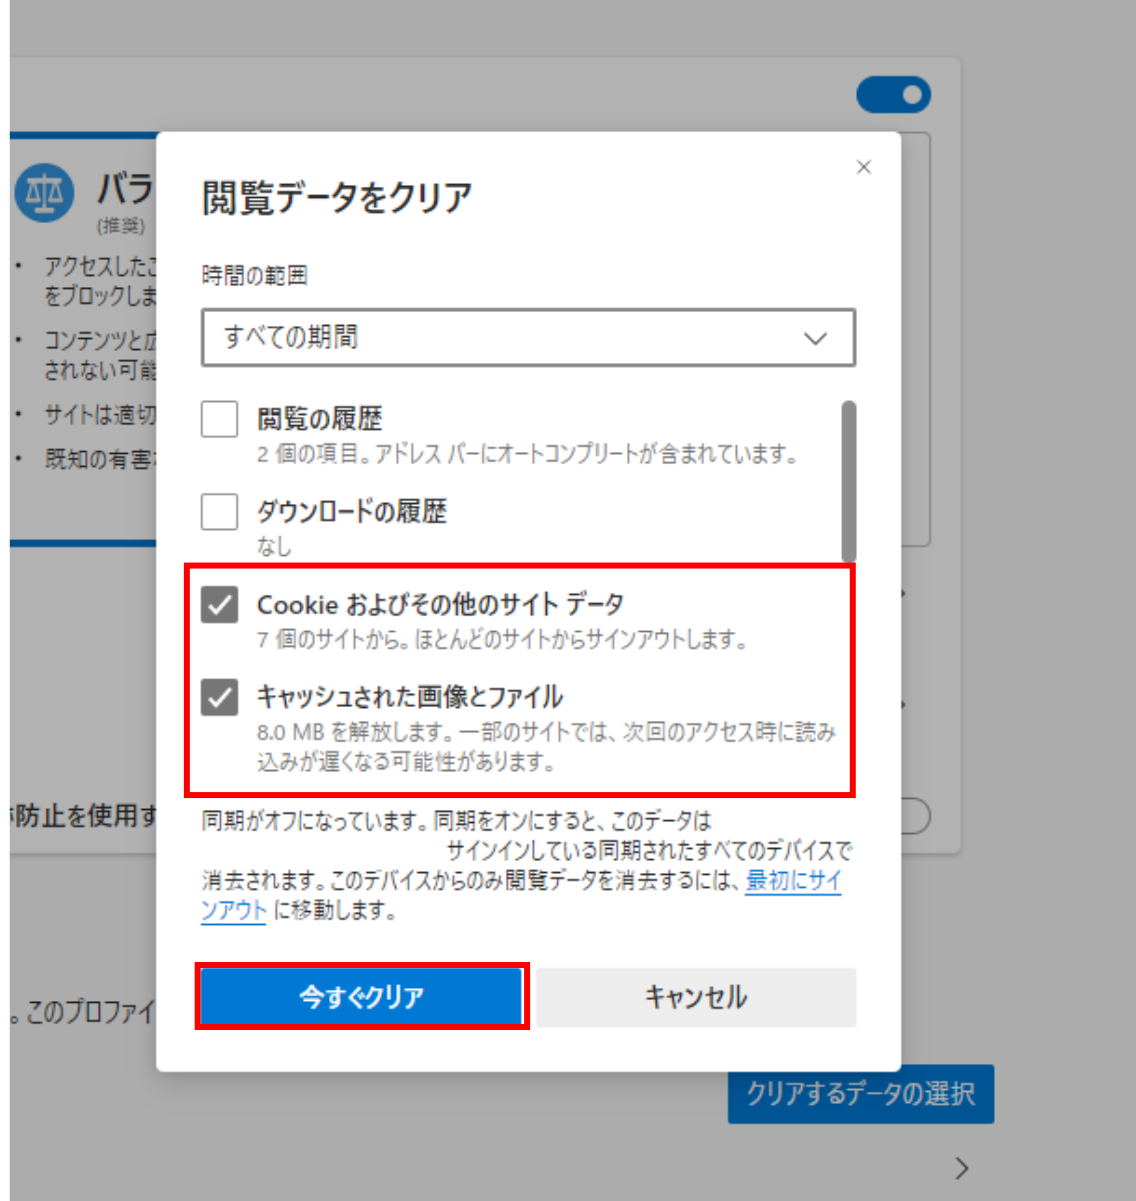 バラ
(推奨)
・ アクセスしたこ
をブロックしま
・ コンテンツと広
されない可能
・ サイトは適切
・ 既知の有害
防止を使用す
。このプロファイ
閲覧データをクリア
時間の範囲
すべての期間
閲覧の履歴
2 個の項目。アドレス バーにオートコンプリートが含まれています。
ダウンロードの履歴
なし
Cookie およびその他のサイト データ
7 個のサイトから。ほとんどのサイトからサインアウトします。
キャッシュされた画像とファイル
8.0 MB を解放します。一部のサイトでは、次回のアクセス時に読み
込みが遅くなる可能性があります。
同期がオフになっています。同期をオンにすると、このデータは
サインインしている同期されたすべてのデバイスで
消去されます。このデバイスからのみ閲覧データを消去するには、最初にサイ
ンアウト に移動します。
今すぐクリア
キャンセル
クリアするデータの選択